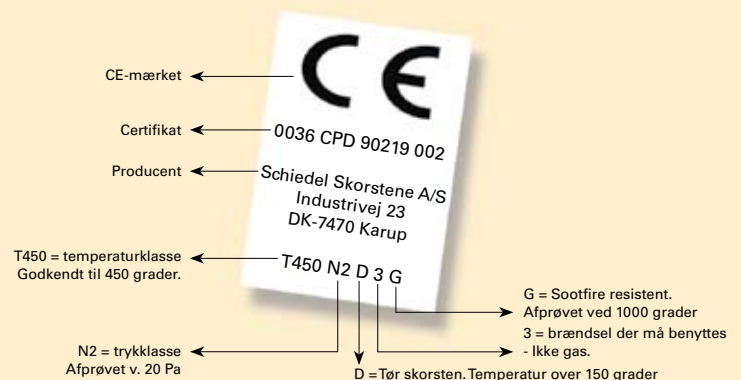 CE
CE-mærket
Certifikat
0036 CPD 90219 002
Producent
Schiedel Skorstene A/S
Industrivej 23
DK-7470 Karup
T450 = temperaturklasse
Godkendt til 450 grader.
T450 N2 D 3 G
G = Sootfire resistent.
Afprøvet ved 1000 grader
3 = brændsel der må benyttes
- Ikke gas.
N2 = trykklasse
Afprøvet v. 20 Pa
D =Tør skorsten. Temperatur over 150 grader